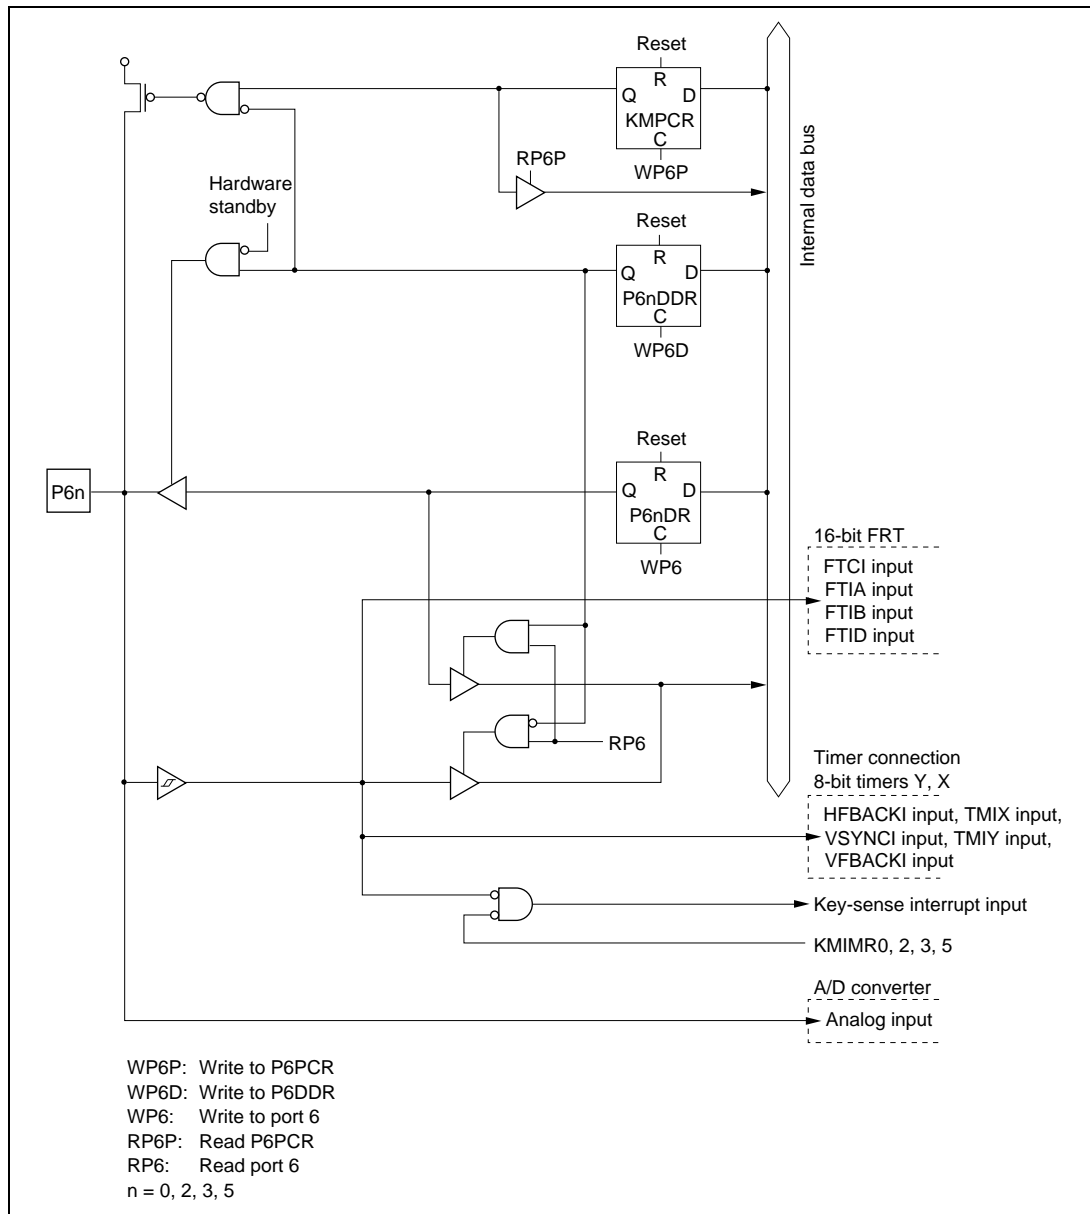 Reset
R
Q D
KMPCR
C
WP6P
RP6P
Hardware
standby
Internal data bus
Reset
R
Q D
P6nDDR
C
WP6D
Reset
R
P6n
Q D
P6nDR
C
WP6
16-bit FRT
FTCI input
FTIA input
FTIB input
FTID input
RP6
Timer connection
8-bit timers Y, X
HFBACKI input, TMIX input,
VSYNCI input, TMIY input,
VFBACKI input
Key-sense interrupt input
KMIMR0, 2, 3, 5
A/D converter
Analog input
WP6P: Write to P6PCR
WP6D: Write to P6DDR
WP6: Write to port 6
RP6P: Read P6PCR
RP6: Read port 6
n = 0, 2, 3, 5